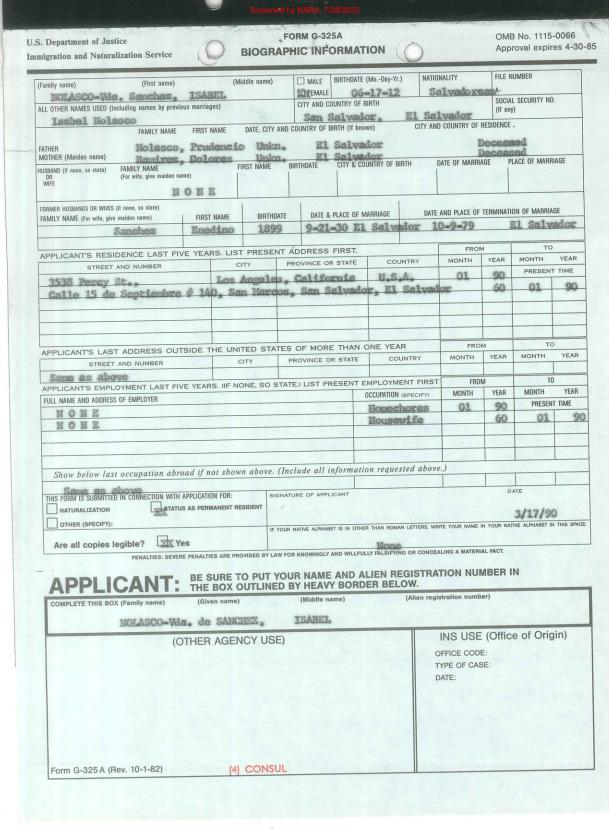 Screened by NARA, 7/28/2023
U.S. Department of Justice
Immigration and Naturalization Service
FORM G-325A
BIOGRAPHIC INFORMATION
OMB No. 1115-0066
Approval expires 4-30-85
(Family name) (First name) (Middle name) MALE BIRTHDATE (Mo.-Day-Yr.) NATIONALITY FILE NUMBER
NOLASCO-Vda. Sanchez, ISABEL FEMALE 06-17-12 Salvadorean A-
ALL OTHER NAMES USED (Including names by previous marriages) CITY AND COUNTRY OF BIRTH SOCIAL SECURITY NO. (If any)
Isabel Nolasco San Salvador, El Salvador
FAMILY NAME FIRST NAME DATE, CITY AND COUNTRY OF BIRTH (If known) CITY AND COUNTRY OF RESIDENCE
FATHER Nolasco, Prudencio Unkn. El Salvador Deceased
MOTHER (Maiden name) Ramirez, Dolores Unkn. El Salvador Deceased
HUSBAND (If none, so state) OR WIFE FAMILY NAME (For wife, give maiden name) FIRST NAME BIRTHDATE CITY & COUNTRY OF BIRTH DATE OF MARRIAGE PLACE OF MARRIAGE
N O N E
FORMER HUSBANDS OR WIVES (If none, so state)
FAMILY NAME (For wife, give maiden name) FIRST NAME BIRTHDATE DATE & PLACE OF MARRIAGE DATE AND PLACE OF TERMINATION OF MARRIAGE
Sanchez Enedino 1899 9-21-30 El Salvador 10-9-79 El Salvador
APPLICANT'S RESIDENCE LAST FIVE YEARS. LIST PRESENT ADDRESS FIRST. FROM TO
STREET AND NUMBER CITY PROVINCE OR STATE COUNTRY MONTH YEAR MONTH YEAR
3538 Percy St., Los Angeles, California U.S.A. 01 90 PRESENT TIME
Calle 15 de Septiembre # 140, San Marcos, San Salvador, El Salvador 60 01 90
APPLICANT'S LAST ADDRESS OUTSIDE THE UNITED STATES OF MORE THAN ONE YEAR FROM TO
STREET AND NUMBER CITY PROVINCE OR STATE COUNTRY MONTH YEAR MONTH YEAR
Same as above
APPLICANT'S EMPLOYMENT LAST FIVE YEARS. (IF NONE, SO STATE.) LIST PRESENT EMPLOYMENT FIRST FROM TO
FULL NAME AND ADDRESS OF EMPLOYER OCCUPATION (SPECIFY) MONTH YEAR MONTH YEAR
N O N E Homechores 01 90 PRESENT TIME
N O N E Housewife 60 01 90
Show below last occupation abroad if not shown above. (Include all information requested above.)
Same as above
THIS FORM IS SUBMITTED IN CONNECTION WITH APPLICATION FOR: SIGNATURE OF APPLICANT DATE
NATURALIZATION STATUS AS PERMANENT RESIDENT
OTHER (SPECIFY): 3/17/90
IF YOUR NATIVE ALPHABET IS IN OTHER THAN ROMAN LETTERS, WRITE YOUR NAME IN YOUR NATIVE ALPHABET IN THIS SPACE:
Are all copies legible? Yes None
PENALTIES: SEVERE PENALTIES ARE PROVIDED BY LAW FOR KNOWINGLY AND WILLFULLY FALSIFYING OR CONCEALING A MATERIAL FACT.
APPLICANT: BE SURE TO PUT YOUR NAME AND ALIEN REGISTRATION NUMBER IN
THE BOX OUTLINED BY HEAVY BORDER BELOW.
COMPLETE THIS BOX (Family name) (Given name) (Middle name) (Alien registration number)
NOLASCO-Vda. de SANCHEZ, ISABEL
(OTHER AGENCY USE) INS USE (Office of Origin)
OFFICE CODE:
TYPE OF CASE:
DATE:
Form G-325 A (Rev. 10-1-82) (4) CONSUL